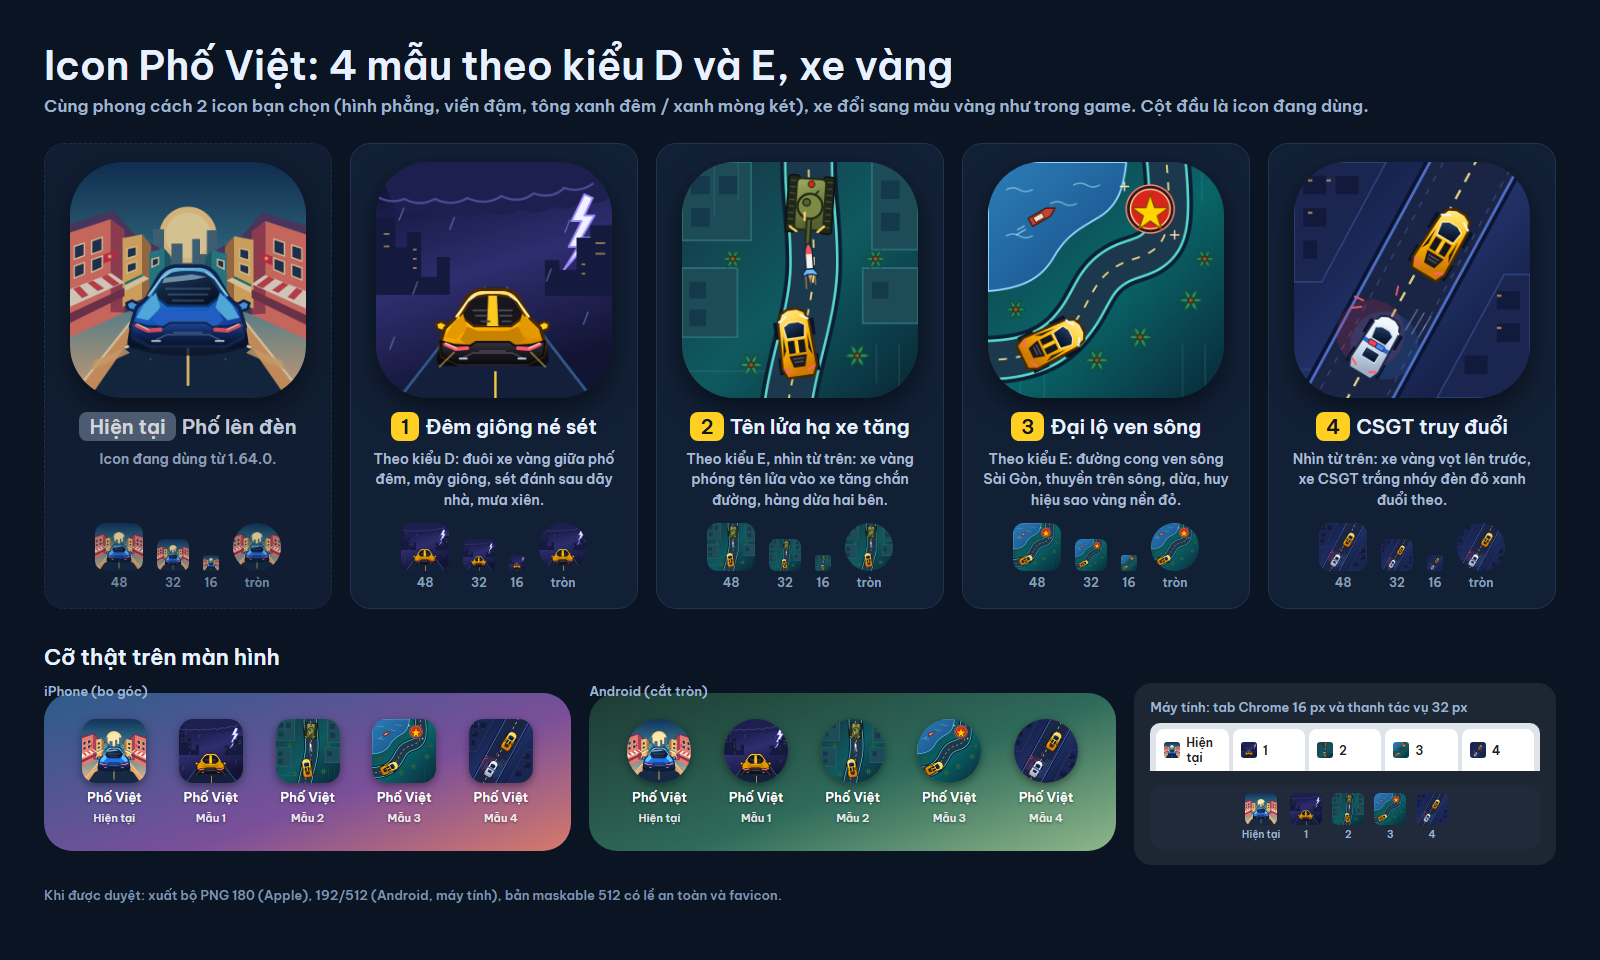 Icon Phố Việt: 4 mẫu theo kiểu D và E, xe vàng
Cùng phong cách 2 icon bạn chọn (hình phẳng, viền đậm, tông xanh đêm / xanh mòng két), xe đổi sang màu vàng như trong game. Cột đầu là icon đang dùng.
Hiện tại Phố lên đèn
Icon đang dùng từ 1.64.0.
48 32 16 tròn
1 Đêm giông né sét
Theo kiểu D: đuôi xe vàng giữa phố
đêm, mây giông, sét đánh sau dãy
nhà, mưa xiên.
48 32 16 tròn
2 Tên lửa hạ xe tăng
Theo kiểu E, nhìn từ trên: xe vàng
phóng tên lửa vào xe tăng chắn
đường, hàng dừa hai bên.
48 32 16 tròn
3 Đại lộ ven sông
Theo kiểu E: đường cong ven sông
Sài Gòn, thuyền trên sông, dừa, huy
hiệu sao vàng nền đỏ.
48 32 16 tròn
4 CSGT truy đuổi
Nhìn từ trên: xe vàng vọt lên trước,
xe CSGT trắng nháy đèn đỏ xanh
đuổi theo.
48 32 16 tròn
Cỡ thật trên màn hình
iPhone (bo góc)
Phố Việt Phố Việt Phố Việt Phố Việt Phố Việt
Hiện tại Mẫu 1 Mẫu 2 Mẫu 3 Mẫu 4
Android (cắt tròn)
Phố Việt Phố Việt Phố Việt Phố Việt Phố Việt
Hiện tại Mẫu 1 Mẫu 2 Mẫu 3 Mẫu 4
Máy tính: tab Chrome 16 px và thanh tác vụ 32 px
Hiện
tại
1 2 3 4
Hiện tại 1 2 3 4
Khi được duyệt: xuất bộ PNG 180 (Apple), 192/512 (Android, máy tính), bản maskable 512 có lề an toàn và favicon.